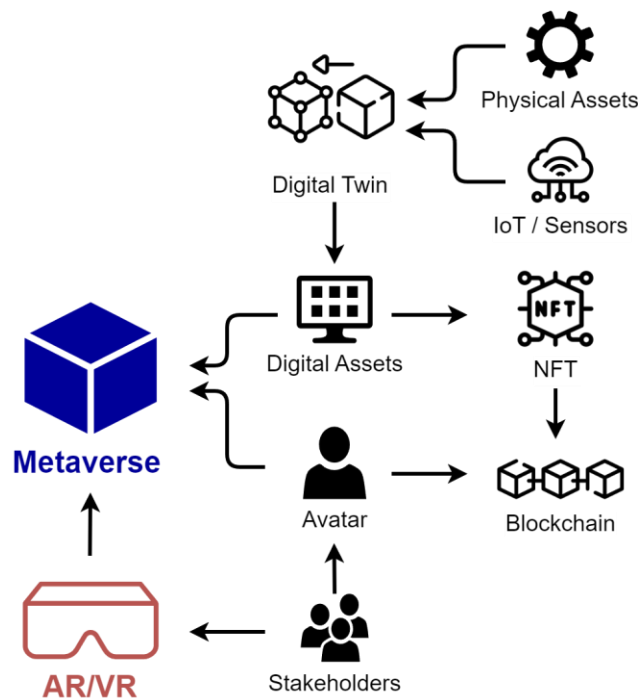 Physical Assets
Digital Twin
IoT / Sensors
NFT
Digital Assets
NFT
Metaverse
Avatar
Blockchain
AR/VR
Stakeholders